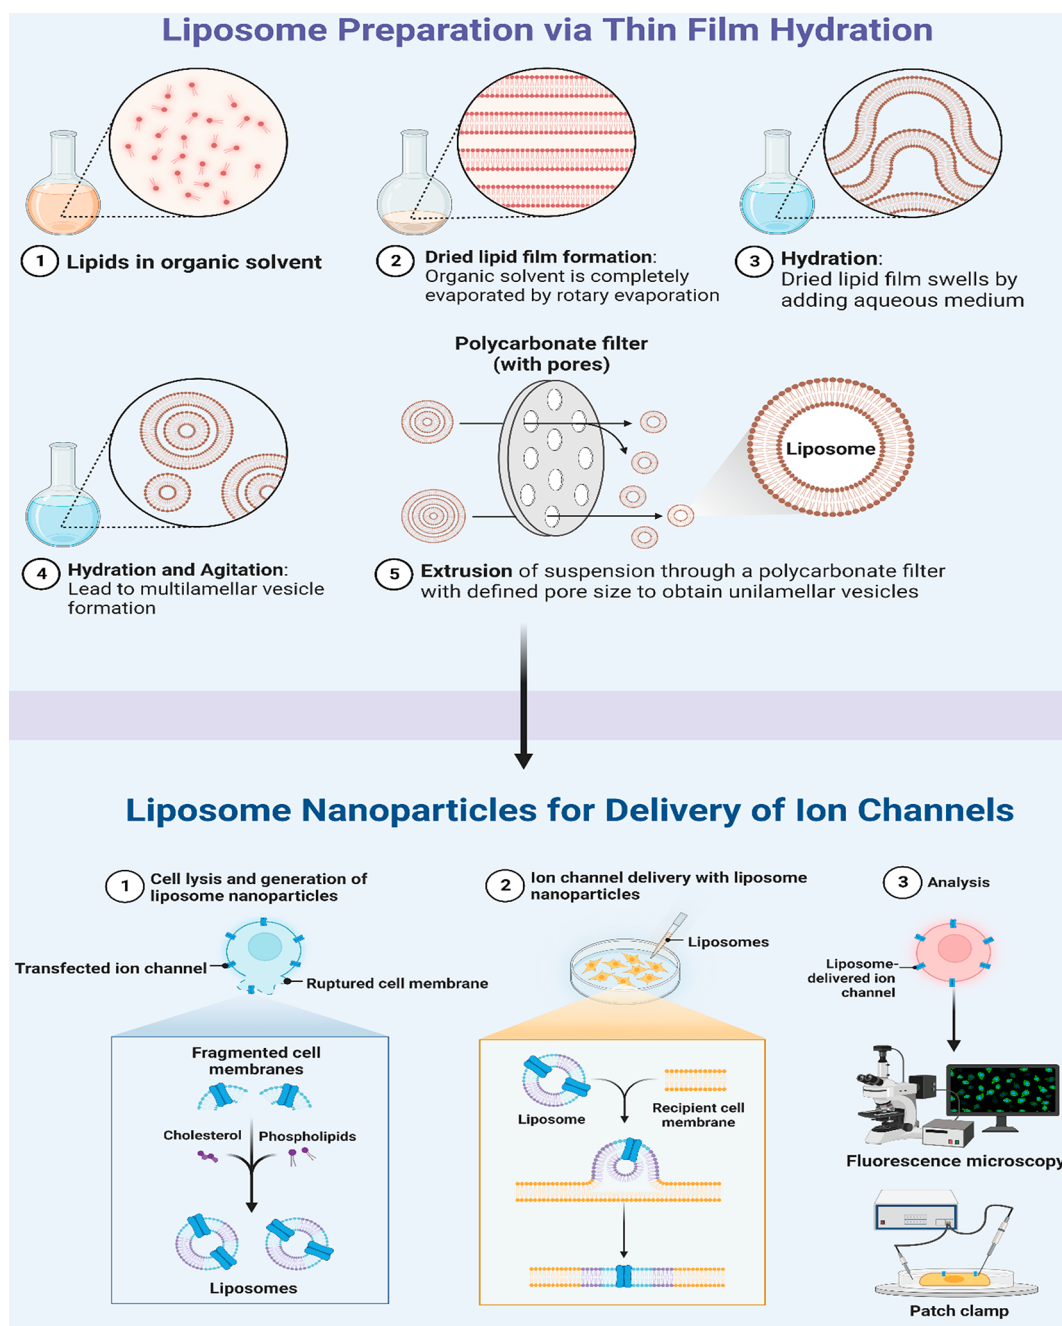 Liposome Preparation via Thin Film Hydration
1 Lipids in organic solvent
2 Dried lipid film formation:
Organic solvent is completely
evaporated by rotary evaporation
3 Hydration:
Dried lipid film swells by
adding aqueous medium
Polycarbonate filter
(with pores)
Liposome
4 Hydration and Agitation:
Lead to multilamellar vesicle
formation
5 Extrusion of suspension through a polycarbonate filter
with defined pore size to obtain unilamellar vesicles
Liposome Nanoparticles for Delivery of Ion Channels
1 Cell lysis and generation of
liposome nanoparticles
Transfected ion channel
Ruptured cell membrane
Fragmented cell
membranes
Cholesterol
Phospholipids
Liposomes
2 Ion channel delivery with liposome
nanoparticles
Liposomes
Liposome
Recipient cell
membrane
3 Analysis
Liposome-
delivered ion
channel
Fluorescence microscopy
Patch clamp